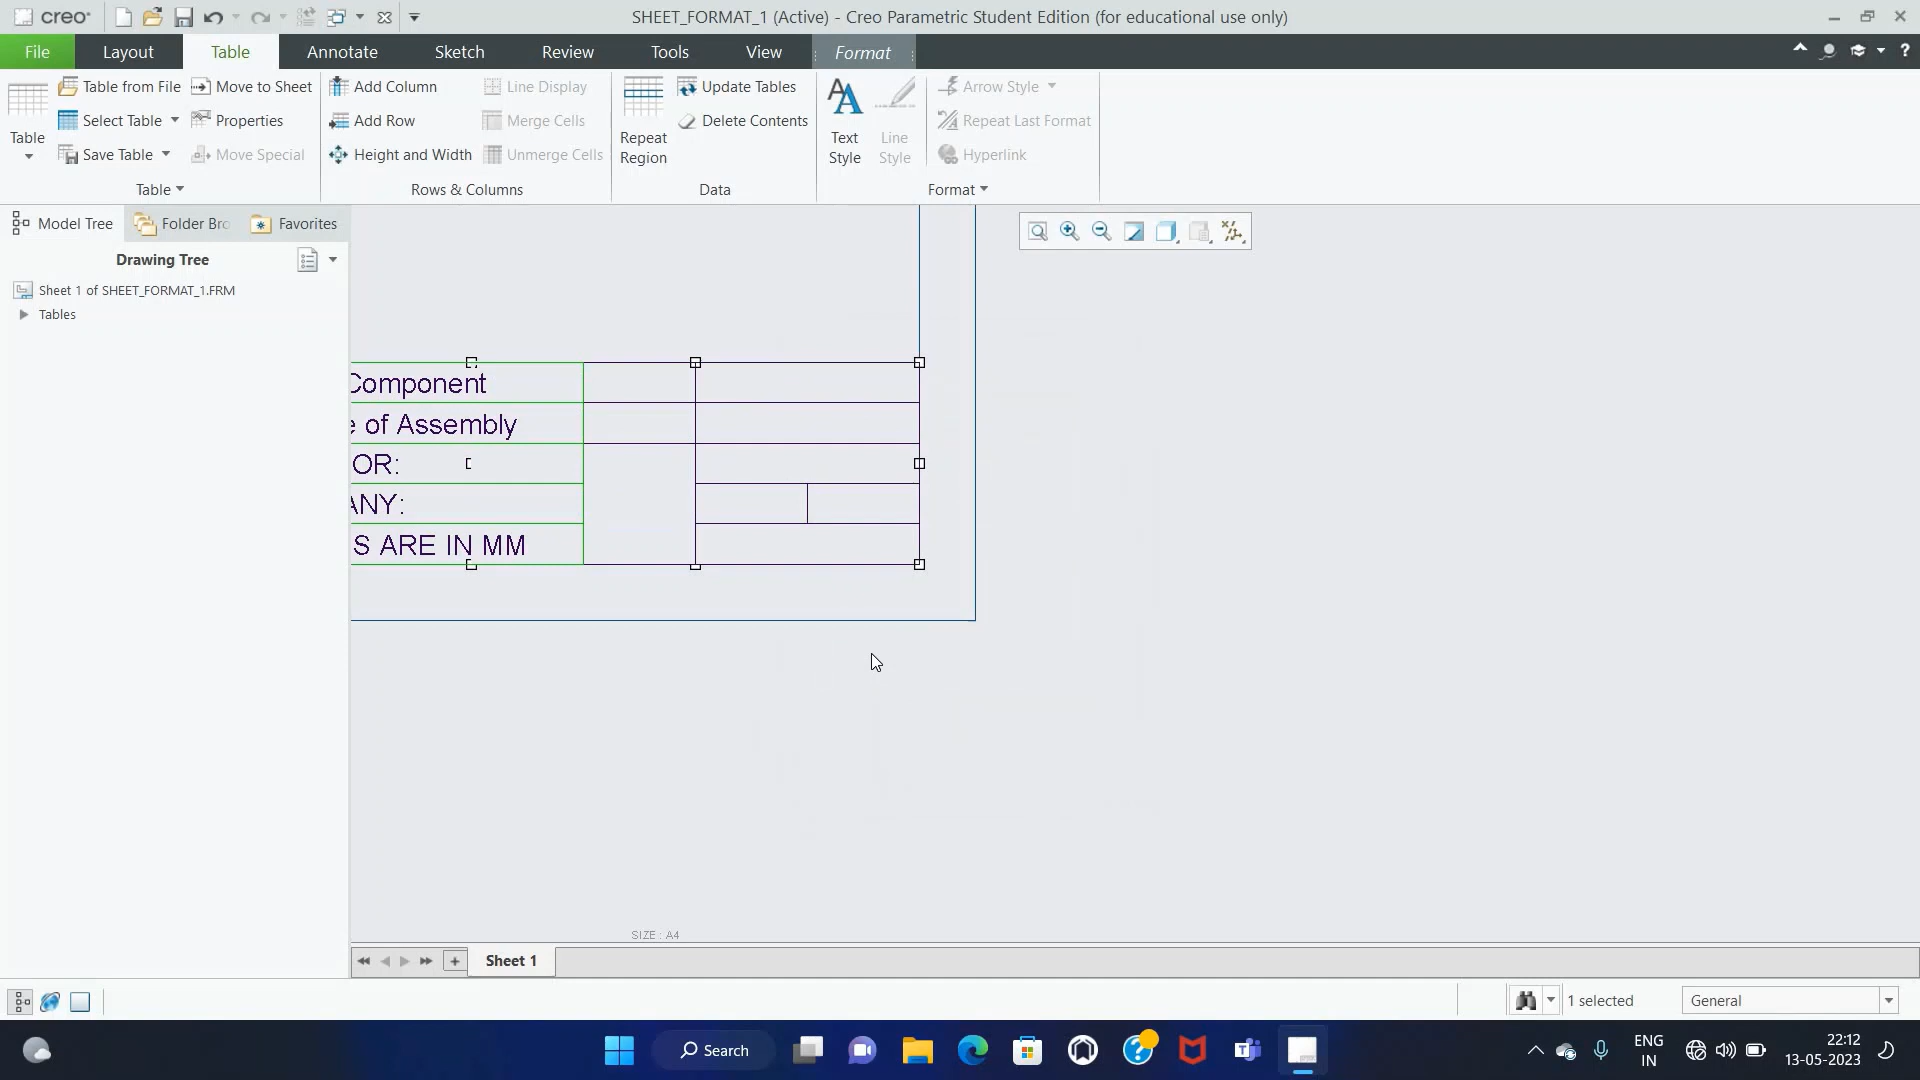 creo
SHEET_FORMAT_1 (Active) - Creo Parametric Student Edition (for educational use only)
File Layout Table Annotate Sketch Review Tools View Format
Table
Table from File
Select Table
Save Table
Move to Sheet
Properties
Move Special
Table
Add Column
Add Row
Height and Width
Line Display
Merge Cells
Unmerge Cells
Rows & Columns
Repeat
Region
Update Tables
Delete Contents
Data
Text
Style
Line
Style
Arrow Style
Repeat Last Format
Hyperlink
Format
Model Tree Folder Bro Favorites
Drawing Tree
Sheet 1 of SHEET_FORMAT_1.FRM
Tables
Component
e of Assembly
OR:
ANY:
S ARE IN MM
SIZE : A4
Sheet 1
1 selected
General
Search
ENG
IN
22:12
13-05-2023